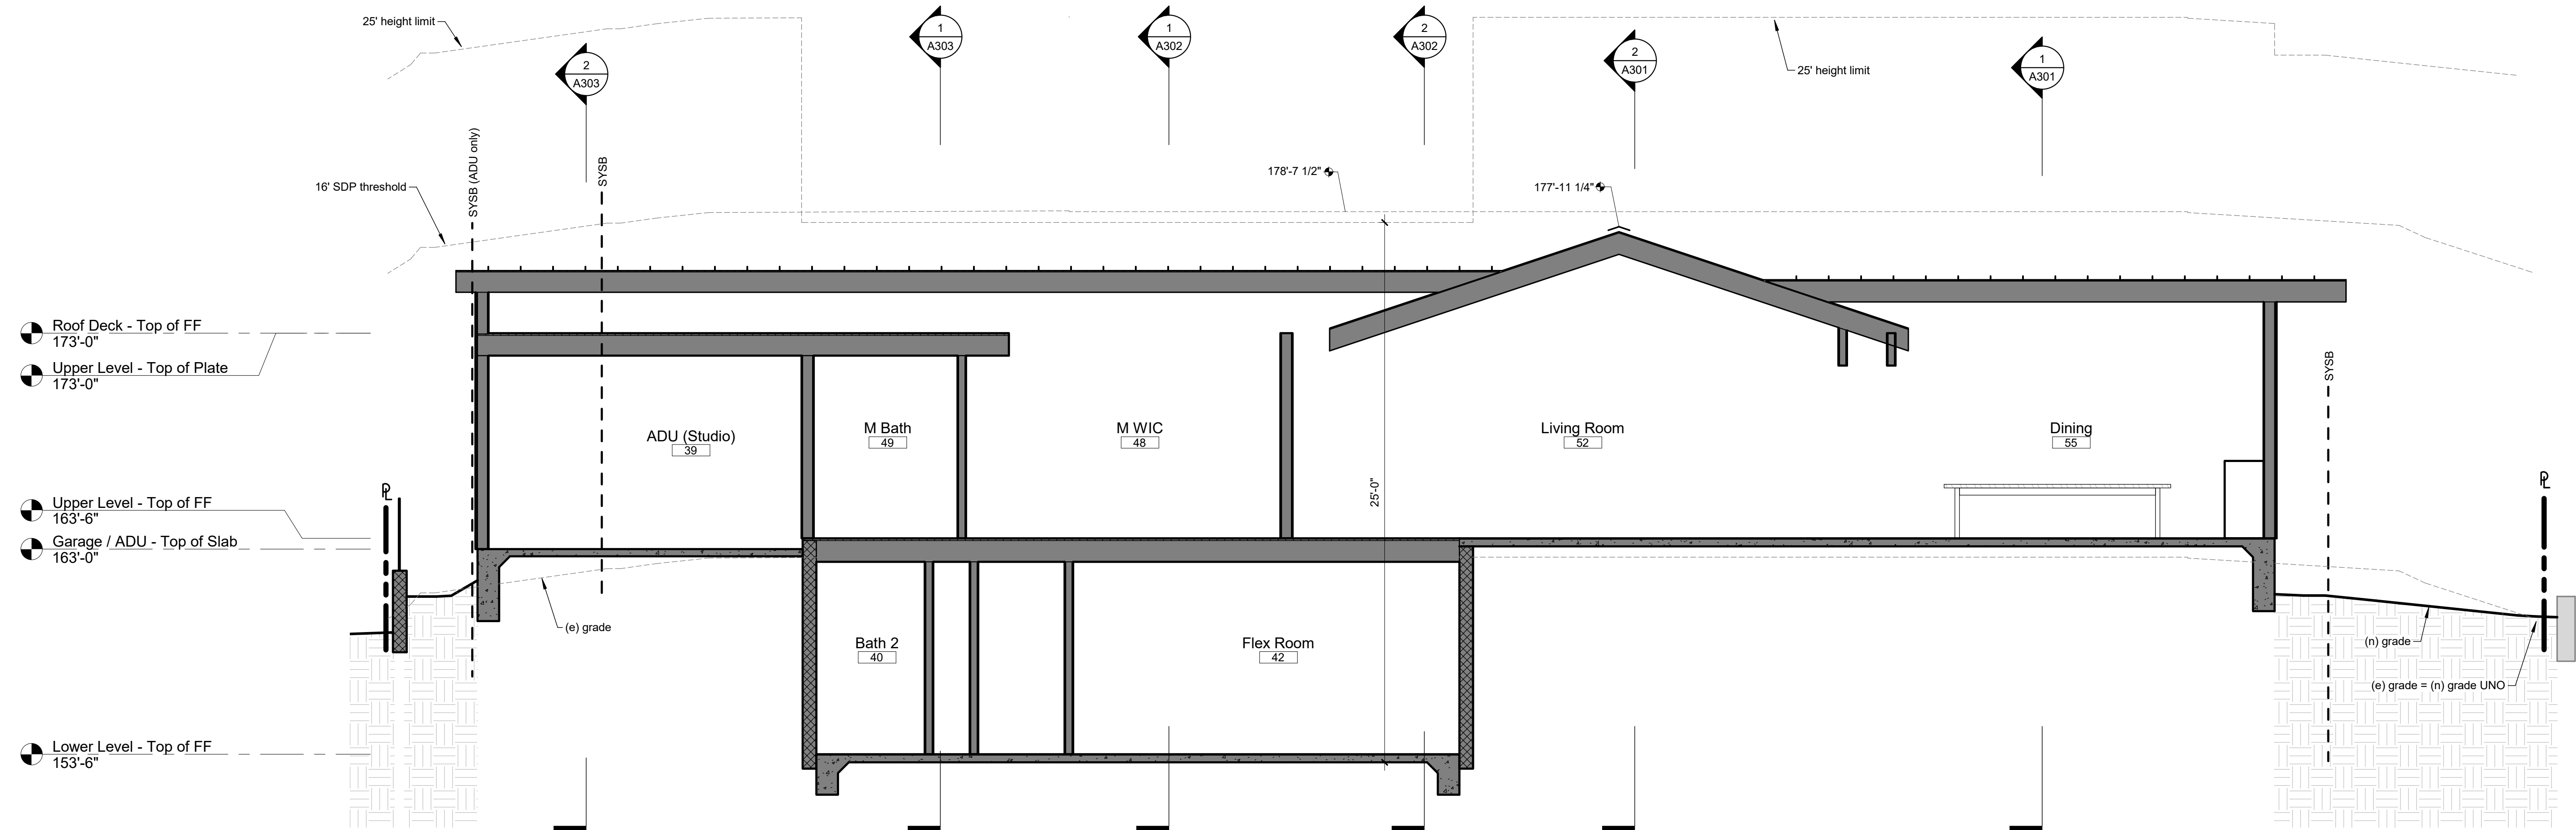 25' height limit
1
A303
1
A302
2
A302
2
A301
1
A301
25' height limit
2
A303
SYSB (ADU only)
SYSB
16' SDP threshold
178'-7 1/2"
177'-11 1/4"
Roof Deck - Top of FF
173'-0"
Upper Level - Top of Plate
173'-0"
SYSB
ADU (Studio)
39
M Bath
49
M WIC
48
Living Room
52
Dining
55
25'-0"
PL
PL
Upper Level - Top of FF
163'-6"
Garage / ADU - Top of Slab
163'-0"
(e) grade
Bath 2
40
Flex Room
42
(n) grade
(e) grade = (n) grade UNO
Lower Level - Top of FF
153'-6"